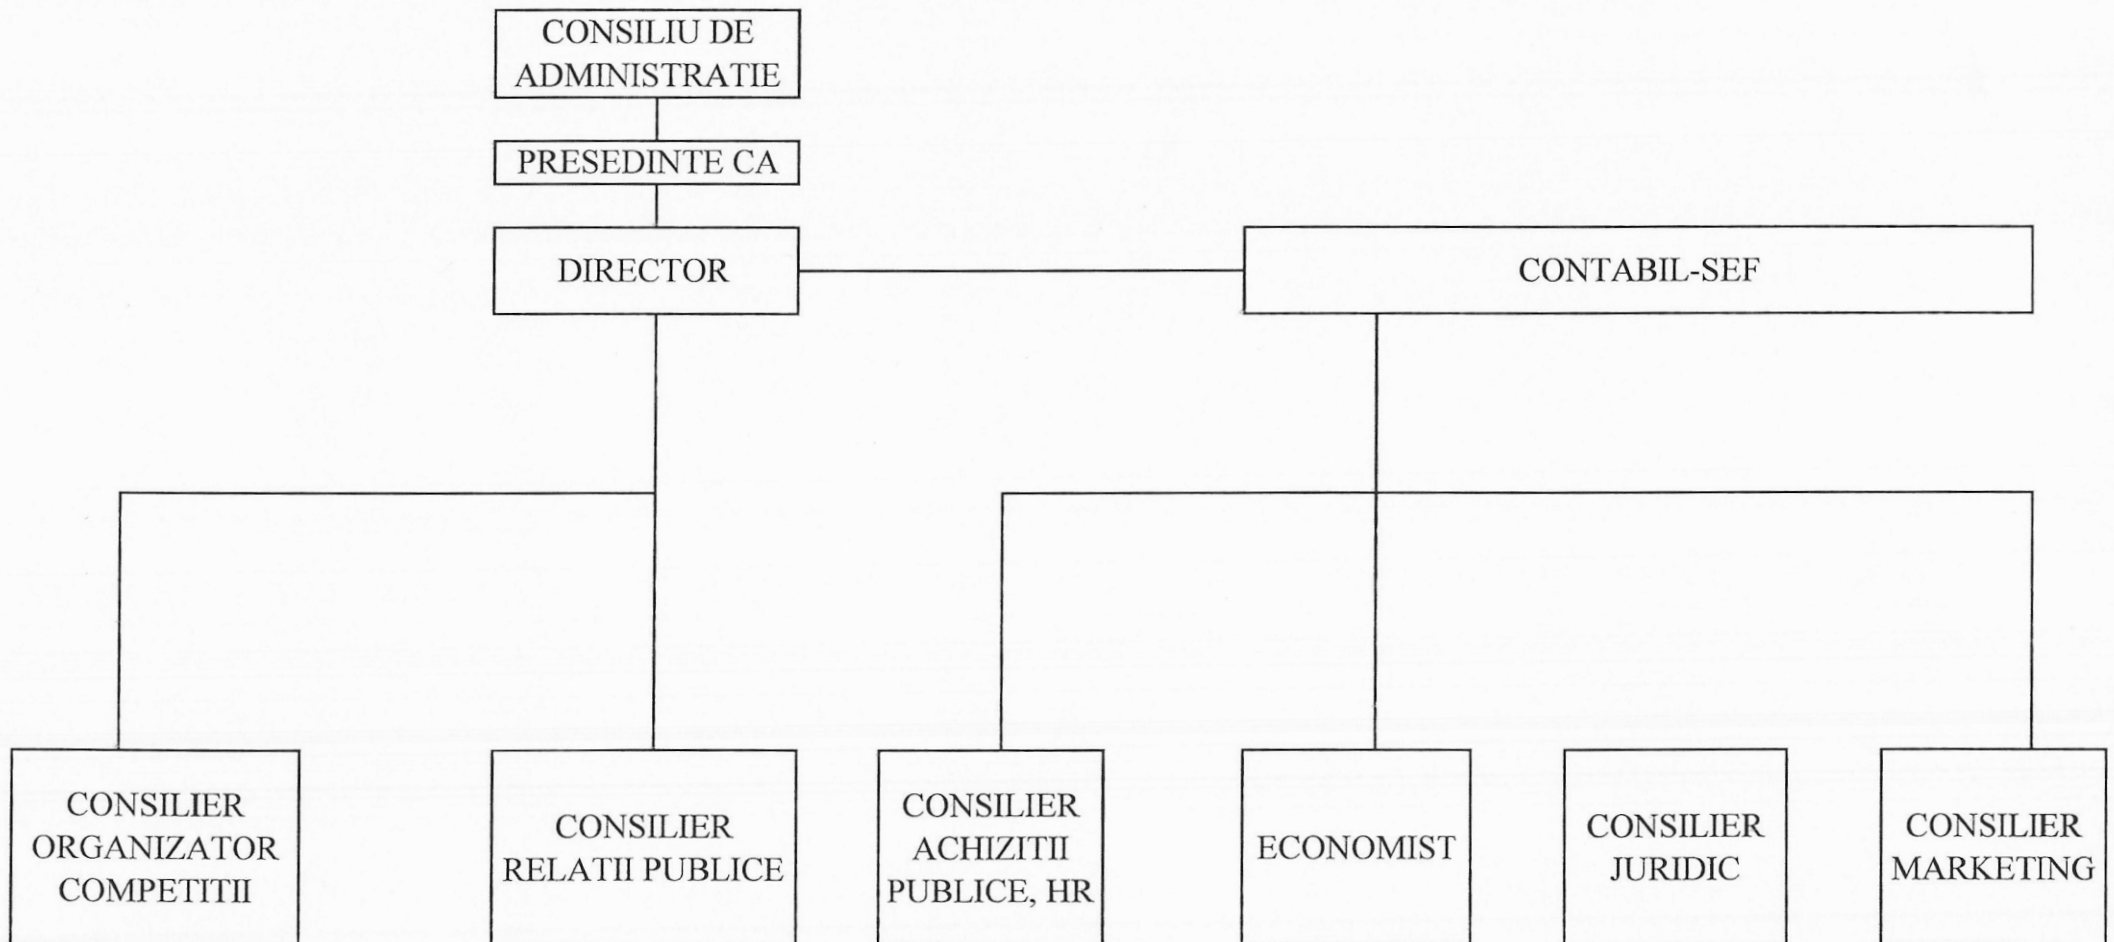 CONSILIU DE
ADMINISTRATIE
PRESEDINTE CA
DIRECTOR
CONTABIL-SEF
CONSILIER
ORGANIZATOR
COMPETITII
CONSILIER
RELATII PUBLICE
CONSILIER
ACHIZITII
PUBLICE, HR
ECONOMIST
CONSILIER
JURIDIC
CONSILIER
MARKETING